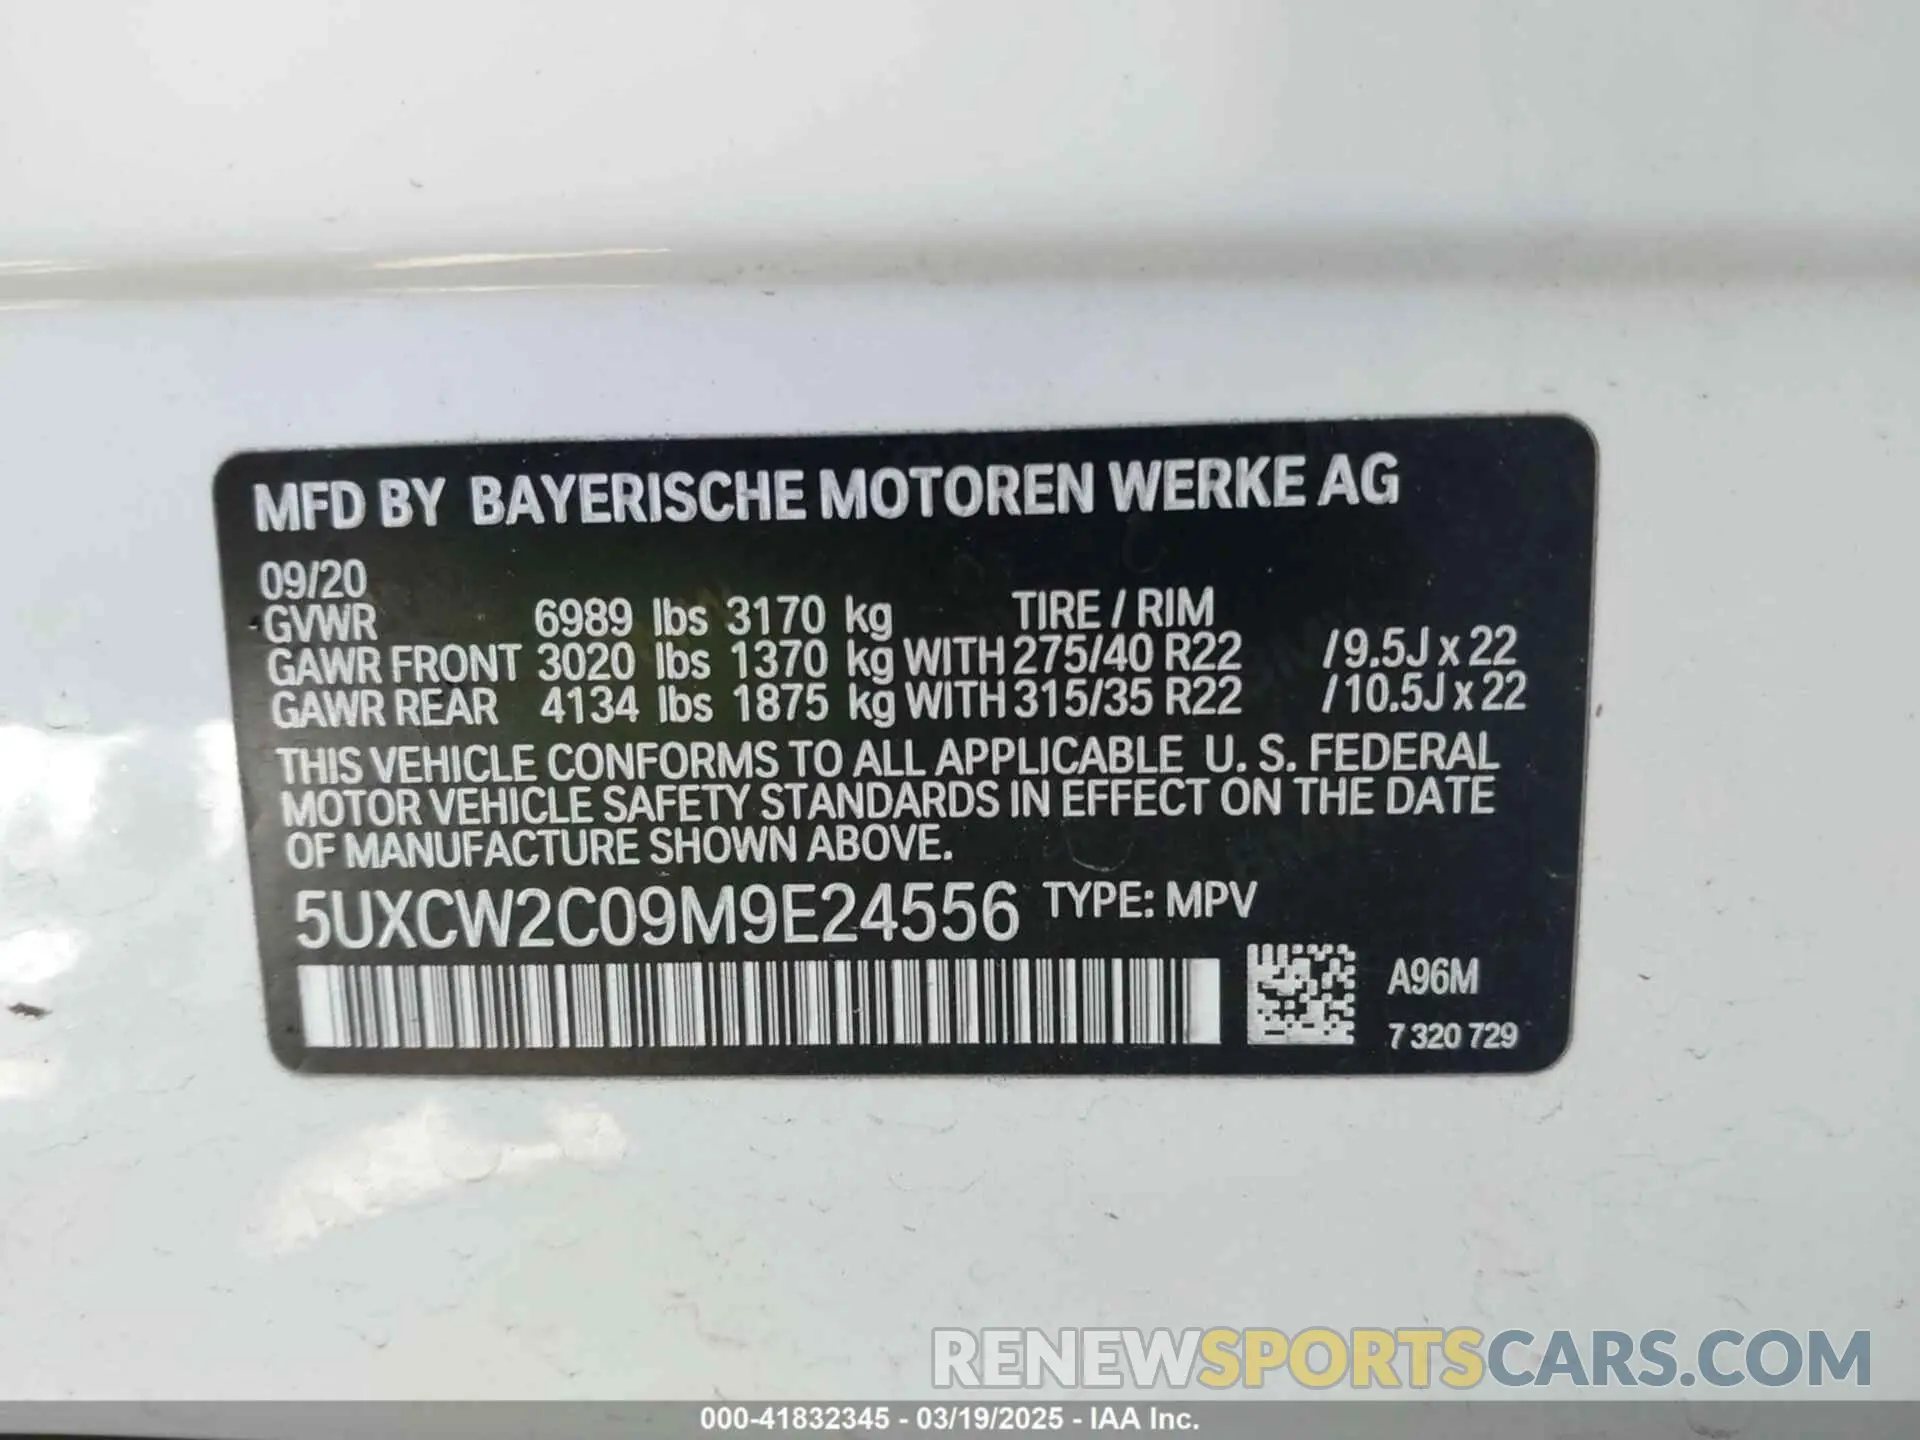 MFD BY BAYERISCHE MOTOREN WERKE AG
09/20
GVWR 6989 lbs 3170 kg TIRE / RIM
GAWR FRONT 3020 lbs 1370 kg WITH 275/40 R22 / 9.5J x 22
GAWR REAR 4134 lbs 1875 kg WITH 315/35 R22 / 10.5J x 22
THIS VEHICLE CONFORMS TO ALL APPLICABLE U. S. FEDERAL
MOTOR VEHICLE SAFETY STANDARDS IN EFFECT ON THE DATE
OF MANUFACTURE SHOWN ABOVE.
5UXCW2C09M9E24556 TYPE: MPV
A96M
7 320 729
RENEWSPORTSCARS.COM
000-41832345 - 03/19/2025 - IAA Inc.